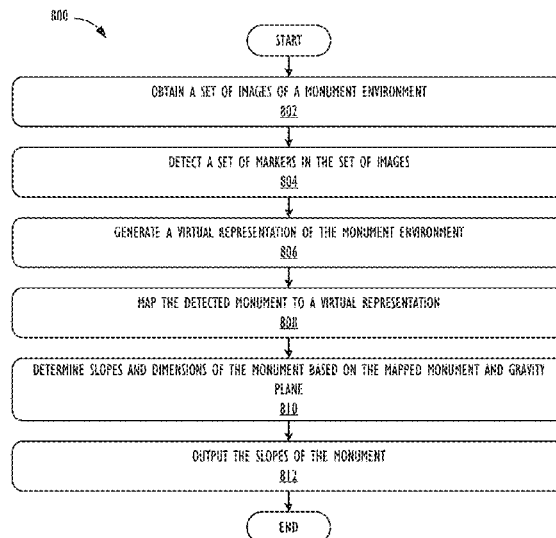 800
START
OBTAIN A SET OF IMAGES OF A MONUMENT ENVIRONMENT
802
DETECT A SET OF MARKERS IN THE SET OF IMAGES
804
GENERATE A VIRTUAL REPRESENTATION OF THE MONUMENT ENVIRONMENT
806
MAP THE DETECTED MONUMENT TO A VIRTUAL REPRESENTATION
808
DETERMINE SLOPES AND DIMENSIONS OF THE MONUMENT BASED ON THE MAPPED MONUMENT AND GRAVITY
PLANE
810
OUTPUT THE SLOPES OF THE MONUMENT
812
END